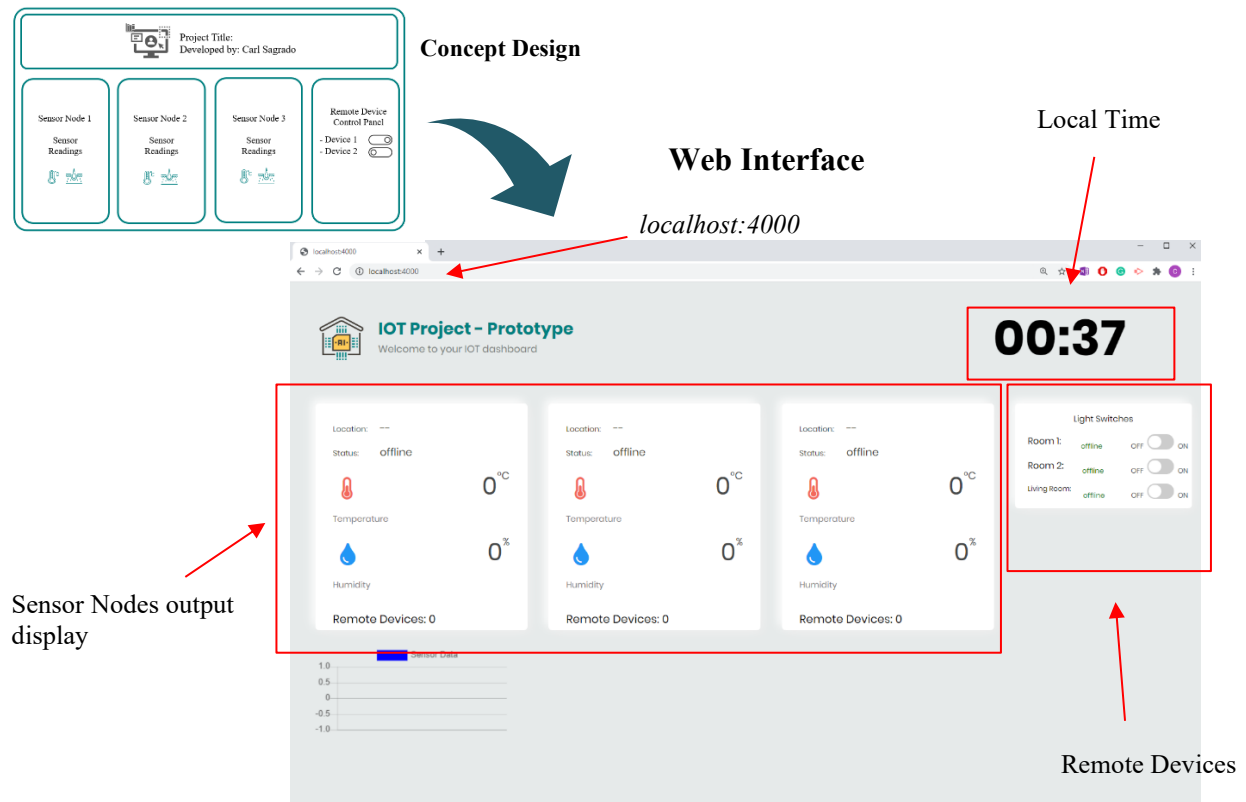 Project Title:
Developed by: Carl Sagrado
Concept Design
Sensor Node 1
Sensor
Readings
Sensor Node 2
Sensor
Readings
Sensor Node 3
Sensor
Readings
Remote Device
Control Panel
- Device 1
- Device 2
Local Time
Web Interface
localhost:4000
localhost:4000
localhost:4000
IOT Project - Prototype
Welcome to your IOT dashboard
-AI-
00:37
Location: --
Status: offline
0°C
Temperature
0%
Humidity
Remote Devices: 0
Location: --
Status: offline
0°C
Temperature
0%
Humidity
Remote Devices: 0
Location: --
Status: offline
0°C
Temperature
0%
Humidity
Remote Devices: 0
Light Switches
Room 1: offline OFF ON
Room 2: offline OFF ON
Living Room: offline OFF ON
Sensor Nodes output
display
Sensor Data
1.0
0.5
0
-0.5
-1.0
Remote Devices